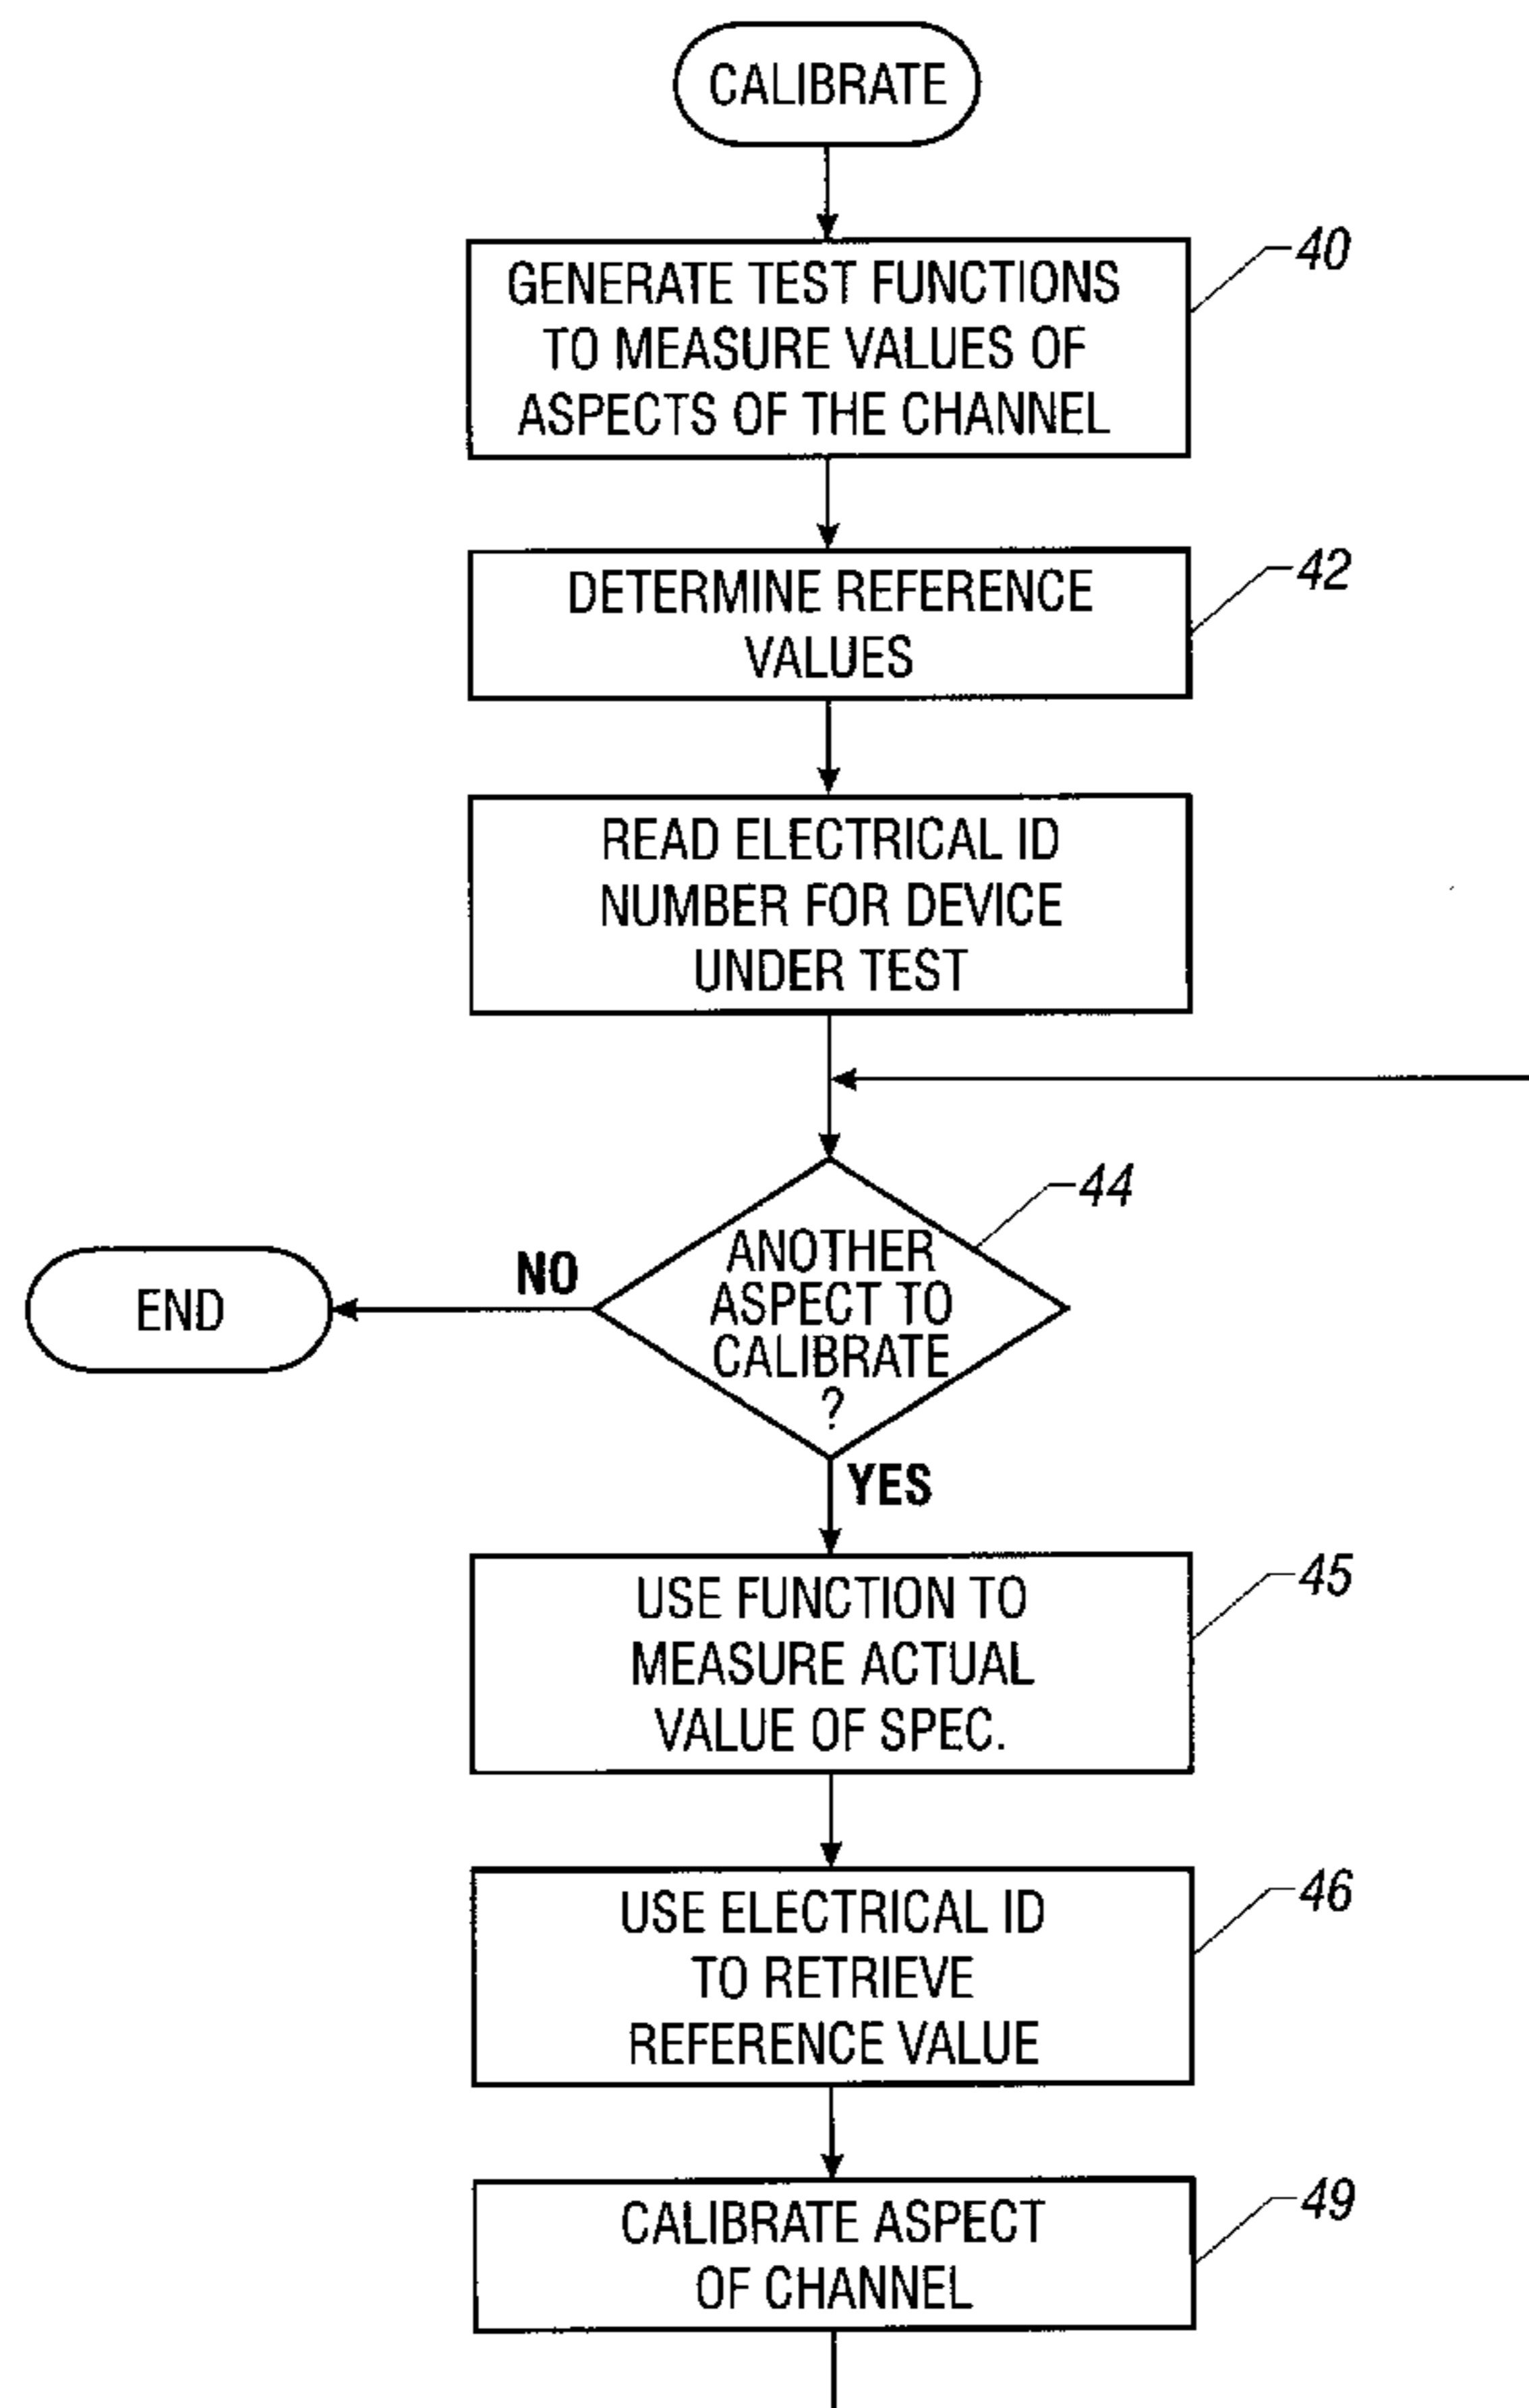 CALIBRATE
40
GENERATE TEST FUNCTIONS
TO MEASURE VALUES OF
ASPECTS OF THE CHANNEL
42
DETERMINE REFERENCE
VALUES
READ ELECTRICAL ID
NUMBER FOR DEVICE
UNDER TEST
44
ANOTHER
ASPECT TO
CALIBRATE
?
NO
END
YES
45
USE FUNCTION TO
MEASURE ACTUAL
VALUE OF SPEC.
46
USE ELECTRICAL ID
TO RETRIEVE
REFERENCE VALUE
49
CALIBRATE ASPECT
OF CHANNEL